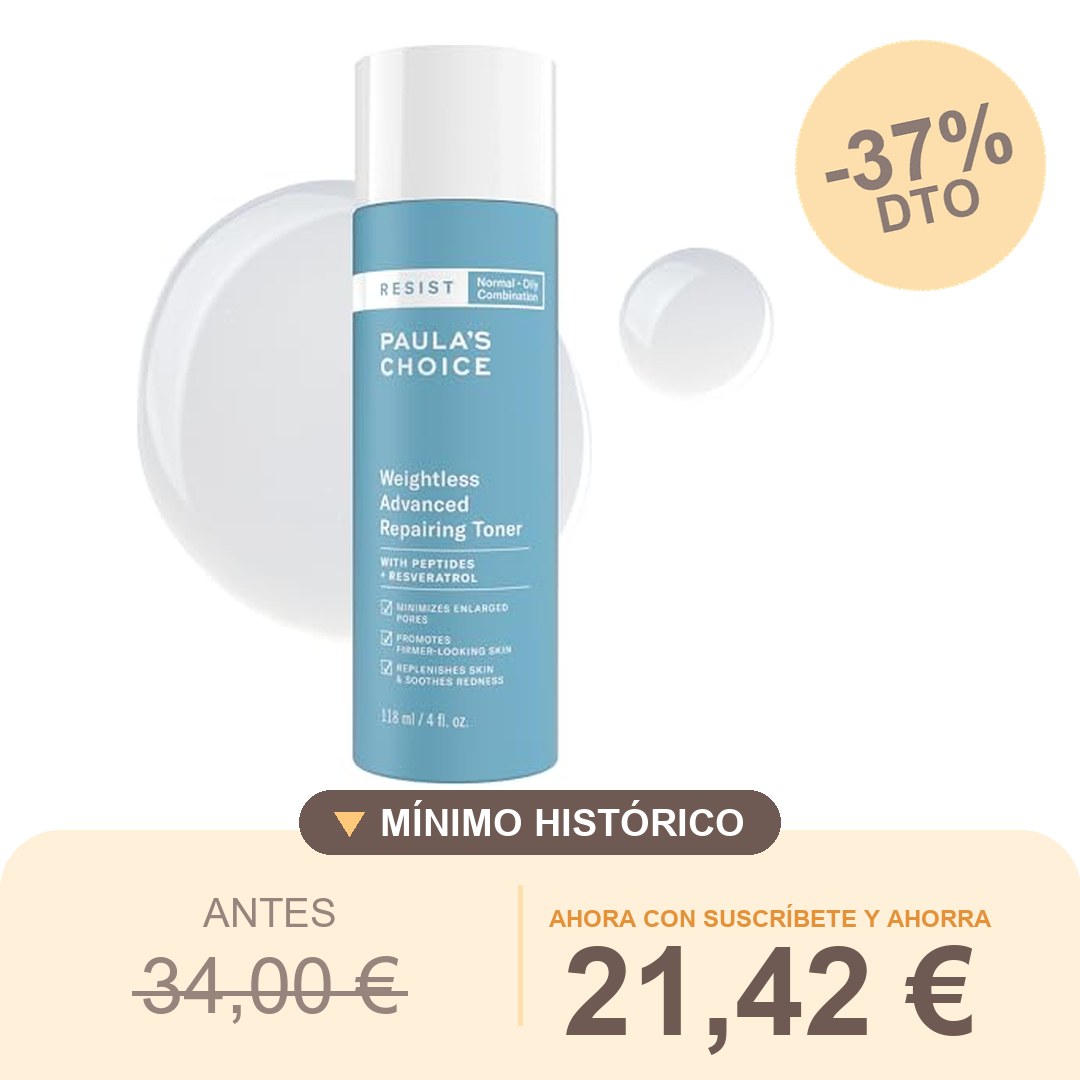 -37%
DTO
RESIST
Normal • Oily
Combination
PAULA'S
CHOICE
Weightless
Advanced
Repairing Toner
WITH PEPTIDES
+ RESVERATROL
MINIMIZES ENLARGED
PORES
PROMOTES
FIRMER-LOOKING SKIN
REPLENISHES SKIN
& SOOTHES REDNESS
118 ml / 4 fl. oz.
MÍNIMO HISTÓRICO
ANTES
34,00 €
AHORA CON SUSCRÍBETE Y AHORRA
21,42 €